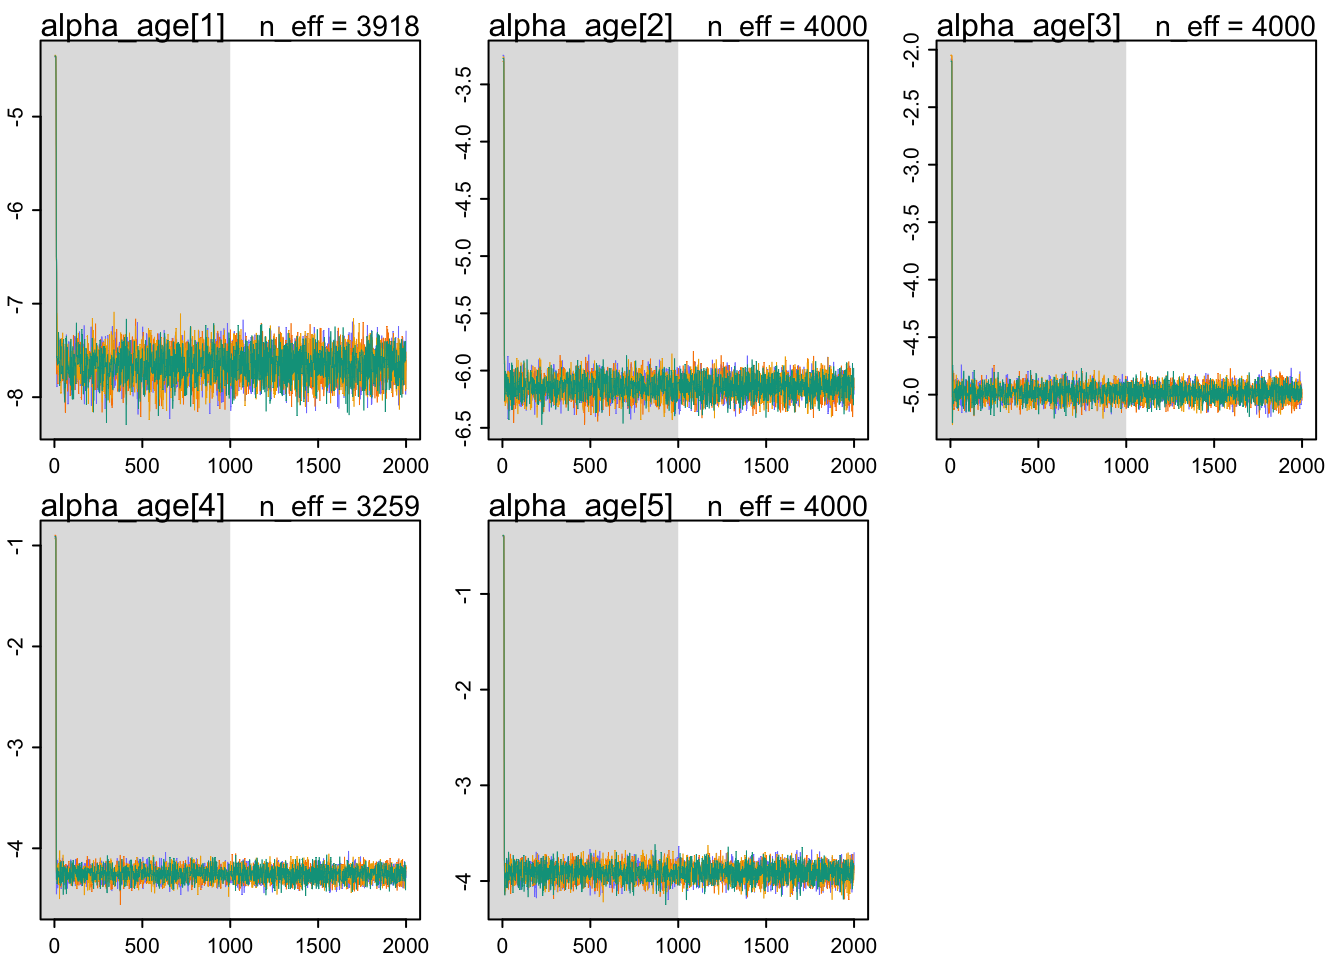 alpha_age[1] n_eff = 3918
-5
-6
-7
-8
0 500 1000 1500 2000
alpha_age[2] n_eff = 4000
-3.5
-4.0
-4.5
-5.0
-5.5
-6.0
-6.5
0 500 1000 1500 2000
alpha_age[3] n_eff = 4000
-2.0
-2.5
-3.0
-3.5
-4.0
-4.5
-5.0
0 500 1000 1500 2000
alpha_age[4] n_eff = 3259
-1
-2
-3
-4
0 500 1000 1500 2000
alpha_age[5] n_eff = 4000
-1
-2
-3
-4
0 500 1000 1500 2000